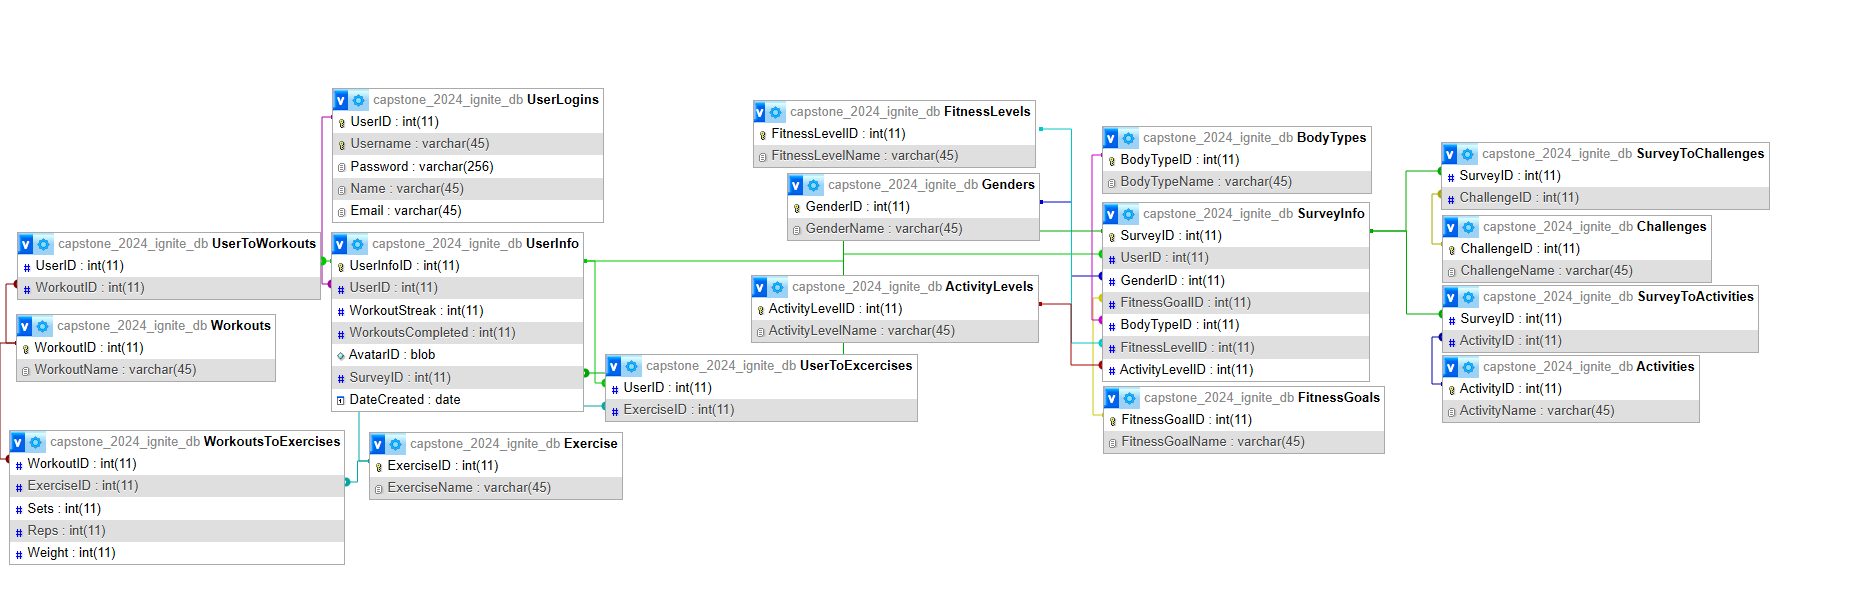 capstone_2024_ignite_db UserLogins
UserID : int(11)
Username : varchar(45)
Password : varchar(256)
Name : varchar(45)
Email : varchar(45)
capstone_2024_ignite_db UserToWorkouts
UserID : int(11)
WorkoutID : int(11)
capstone_2024_ignite_db Workouts
WorkoutID : int(11)
WorkoutName : varchar(45)
capstone_2024_ignite_db WorkoutsToExercises
WorkoutID : int(11)
ExerciseID : int(11)
Sets : int(11)
Reps : int(11)
Weight : int(11)
capstone_2024_ignite_db UserInfo
UserInfoID : int(11)
UserID : int(11)
WorkoutStreak : int(11)
WorkoutsCompleted : int(11)
AvatarID : blob
SurveyID : int(11)
DateCreated : date
capstone_2024_ignite_db Exercise
ExerciseID : int(11)
ExerciseName : varchar(45)
capstone_2024_ignite_db UserToExcercises
UserID : int(11)
ExerciseID : int(11)
capstone_2024_ignite_db FitnessLevels
FitnessLevelID : int(11)
FitnessLevelName : varchar(45)
capstone_2024_ignite_db Genders
GenderID : int(11)
GenderName : varchar(45)
capstone_2024_ignite_db ActivityLevels
ActivityLevelID : int(11)
ActivityLevelName : varchar(45)
capstone_2024_ignite_db BodyTypes
BodyTypeID : int(11)
BodyTypeName : varchar(45)
capstone_2024_ignite_db SurveyInfo
SurveyID : int(11)
UserID : int(11)
GenderID : int(11)
FitnessGoalID : int(11)
BodyTypeID : int(11)
FitnessLevelID : int(11)
ActivityLevelID : int(11)
capstone_2024_ignite_db FitnessGoals
FitnessGoalID : int(11)
FitnessGoalName : varchar(45)
capstone_2024_ignite_db SurveyToChallenges
SurveyID : int(11)
ChallengeID : int(11)
capstone_2024_ignite_db Challenges
ChallengeID : int(11)
ChallengeName : varchar(45)
capstone_2024_ignite_db SurveyToActivities
SurveyID : int(11)
ActivityID : int(11)
capstone_2024_ignite_db Activities
ActivityID : int(11)
ActivityName : varchar(45)